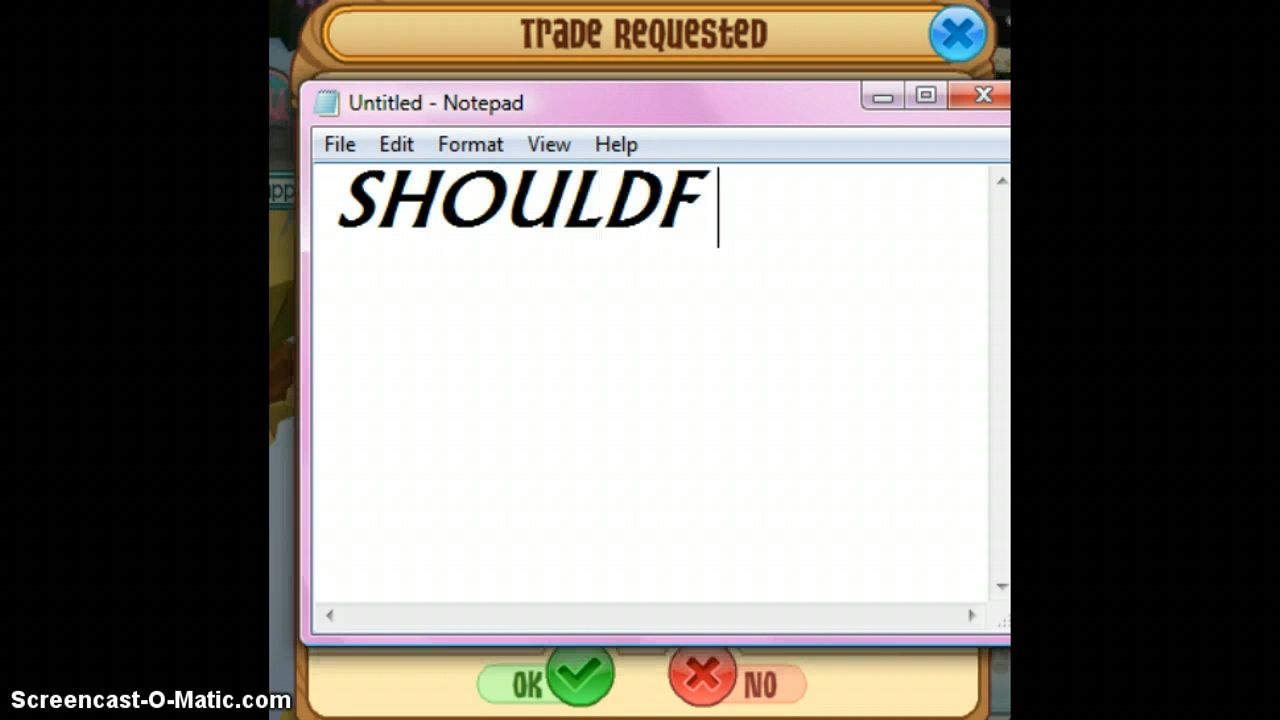 Trade Requested
Untitled - Notepad
File Edit Format View Help
SHOULDF
OK NO
Screencast-O-Matic.com